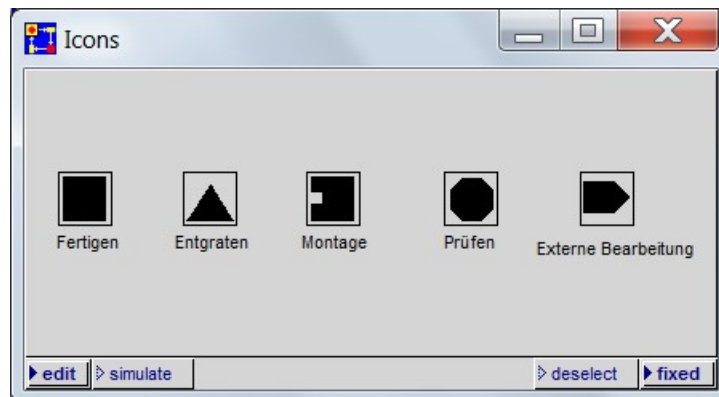 Icons
Fertigen Entgraten Montage Prüfen Externe Bearbeitung
edit simulate deselect fixed